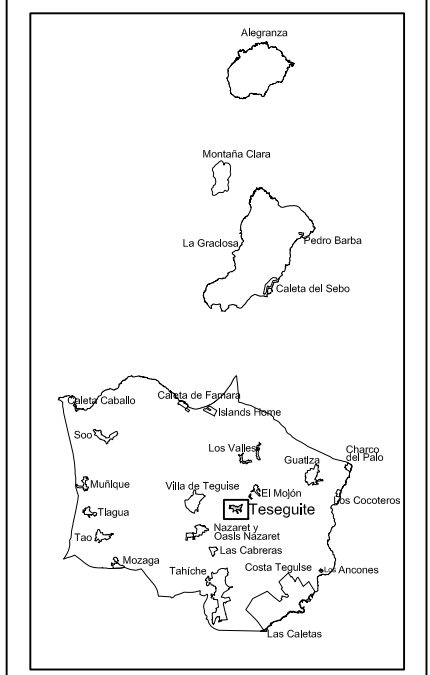 Alegranza
Montaña Clara
La Graciosa
Pedro Barba
Caleta del Sebo
Caleta Caballo
Caleta de Famara
Islands Home
Soo
Los Valles
Guatiza
Charco
del Palo
Muñique
Villa de Teguise
El Mojón
Los Cocoteros
Tiagua
Teseguite
Tao
Nazaret y
Oasis Nazaret
Las Cabreras
Mozaga
Tahíche
Costa Teguise
Los Ancones
Las Caletas